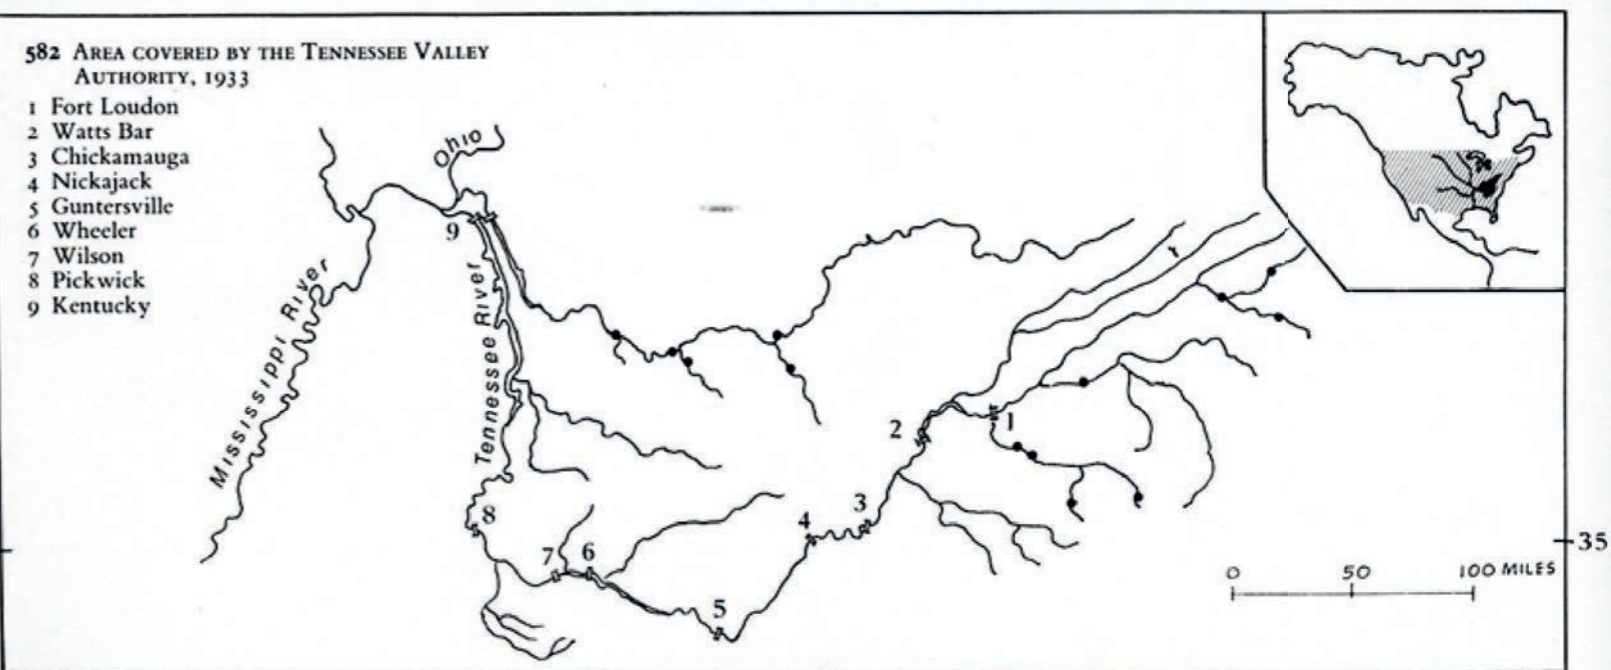 582 AREA COVERED BY THE TENNESSEE VALLEY
AUTHORITY, 1933
1 Fort Loudon
2 Watts Bar
3 Chickamauga
4 Nickajack
5 Guntersville
6 Wheeler
7 Wilson
8 Pickwick
9 Kentucky
Ohio
9
Mississippi River
Tennessee River
1
2
3
4
5
6
7
8
35
0 50 100 MILES